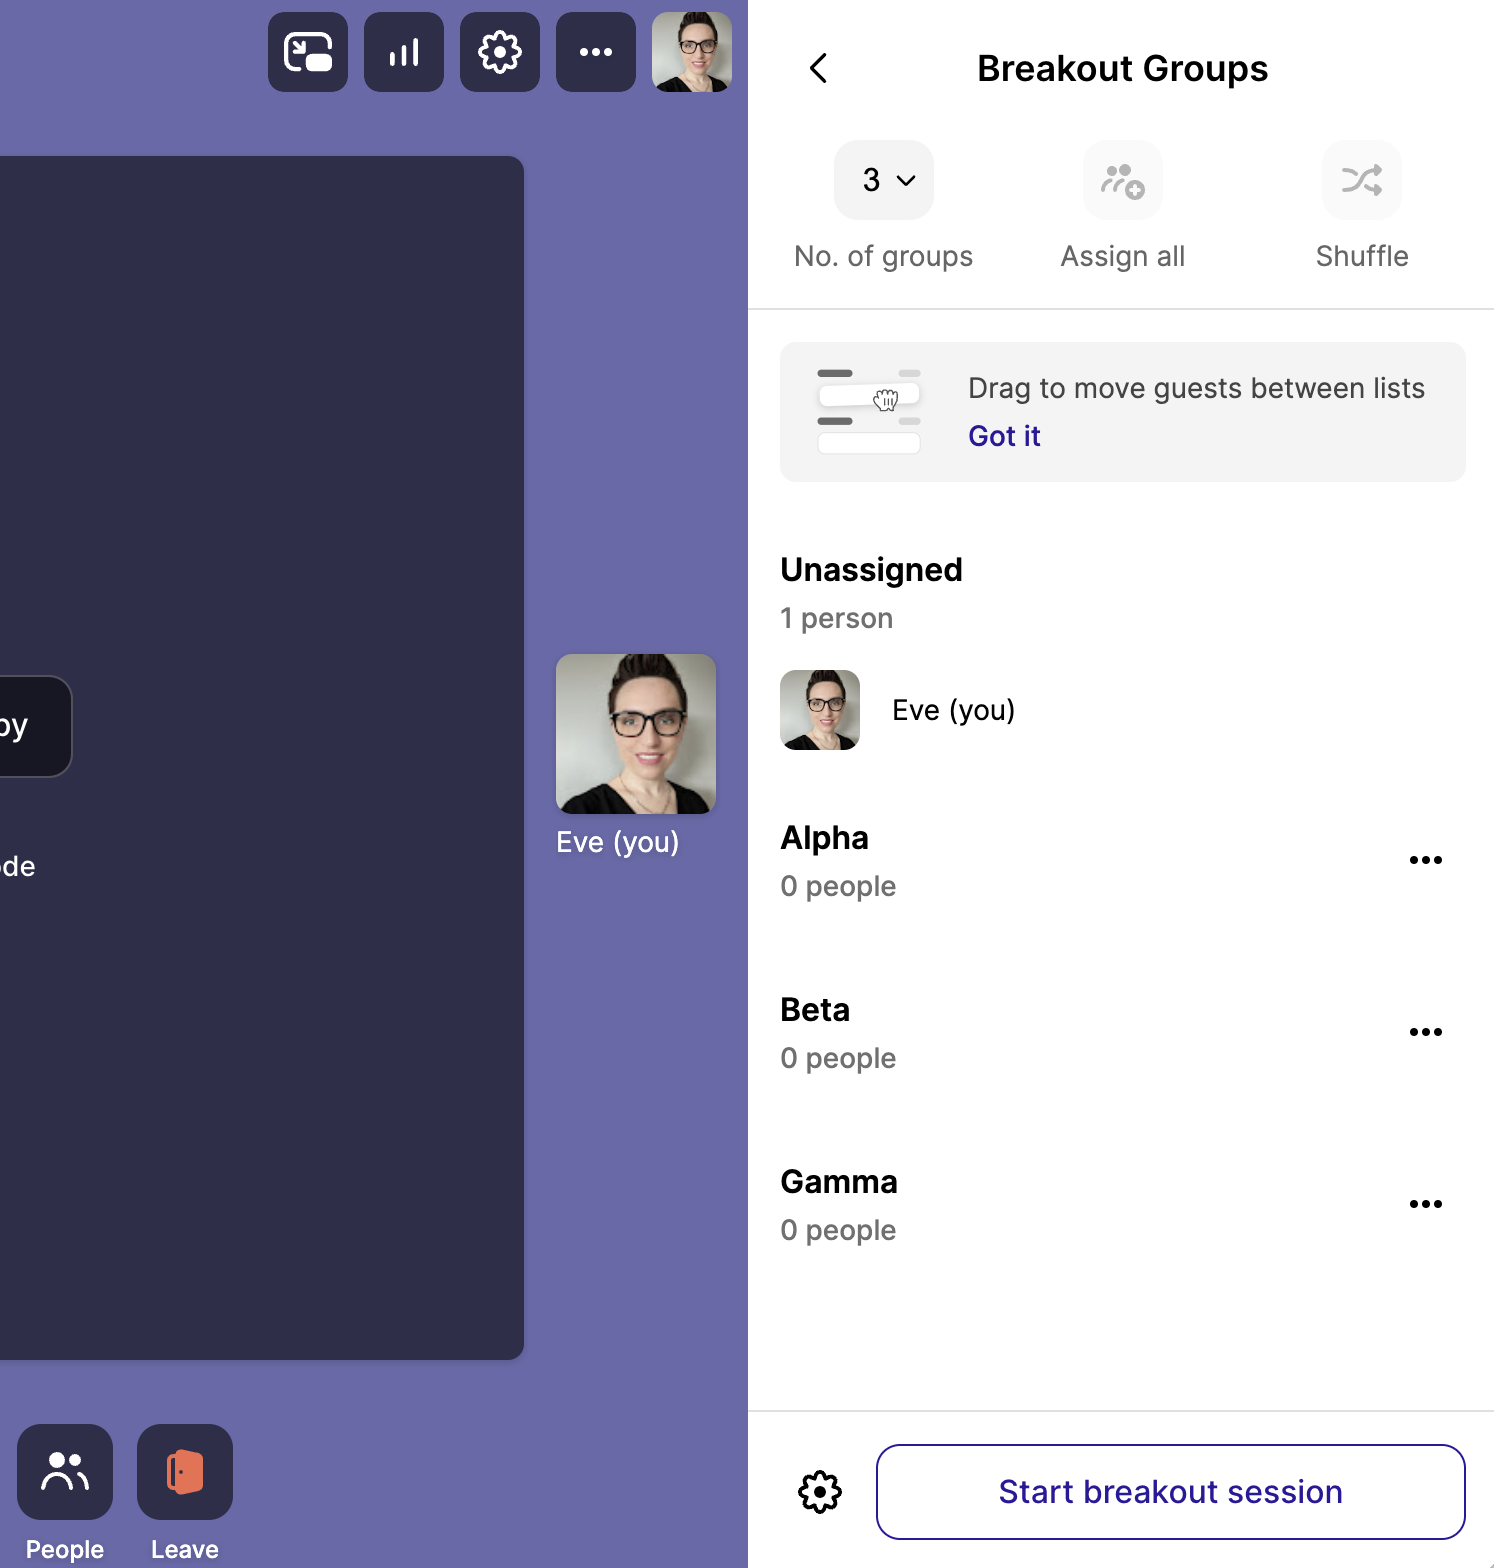 Breakout Groups
3
No. of groups
Assign all
Shuffle
Drag to move guests between lists
Got it
Unassigned
1 person
Eve (you)
Alpha
0 people
Beta
0 people
Gamma
0 people
Start breakout session
Eve (you)
People
Leave